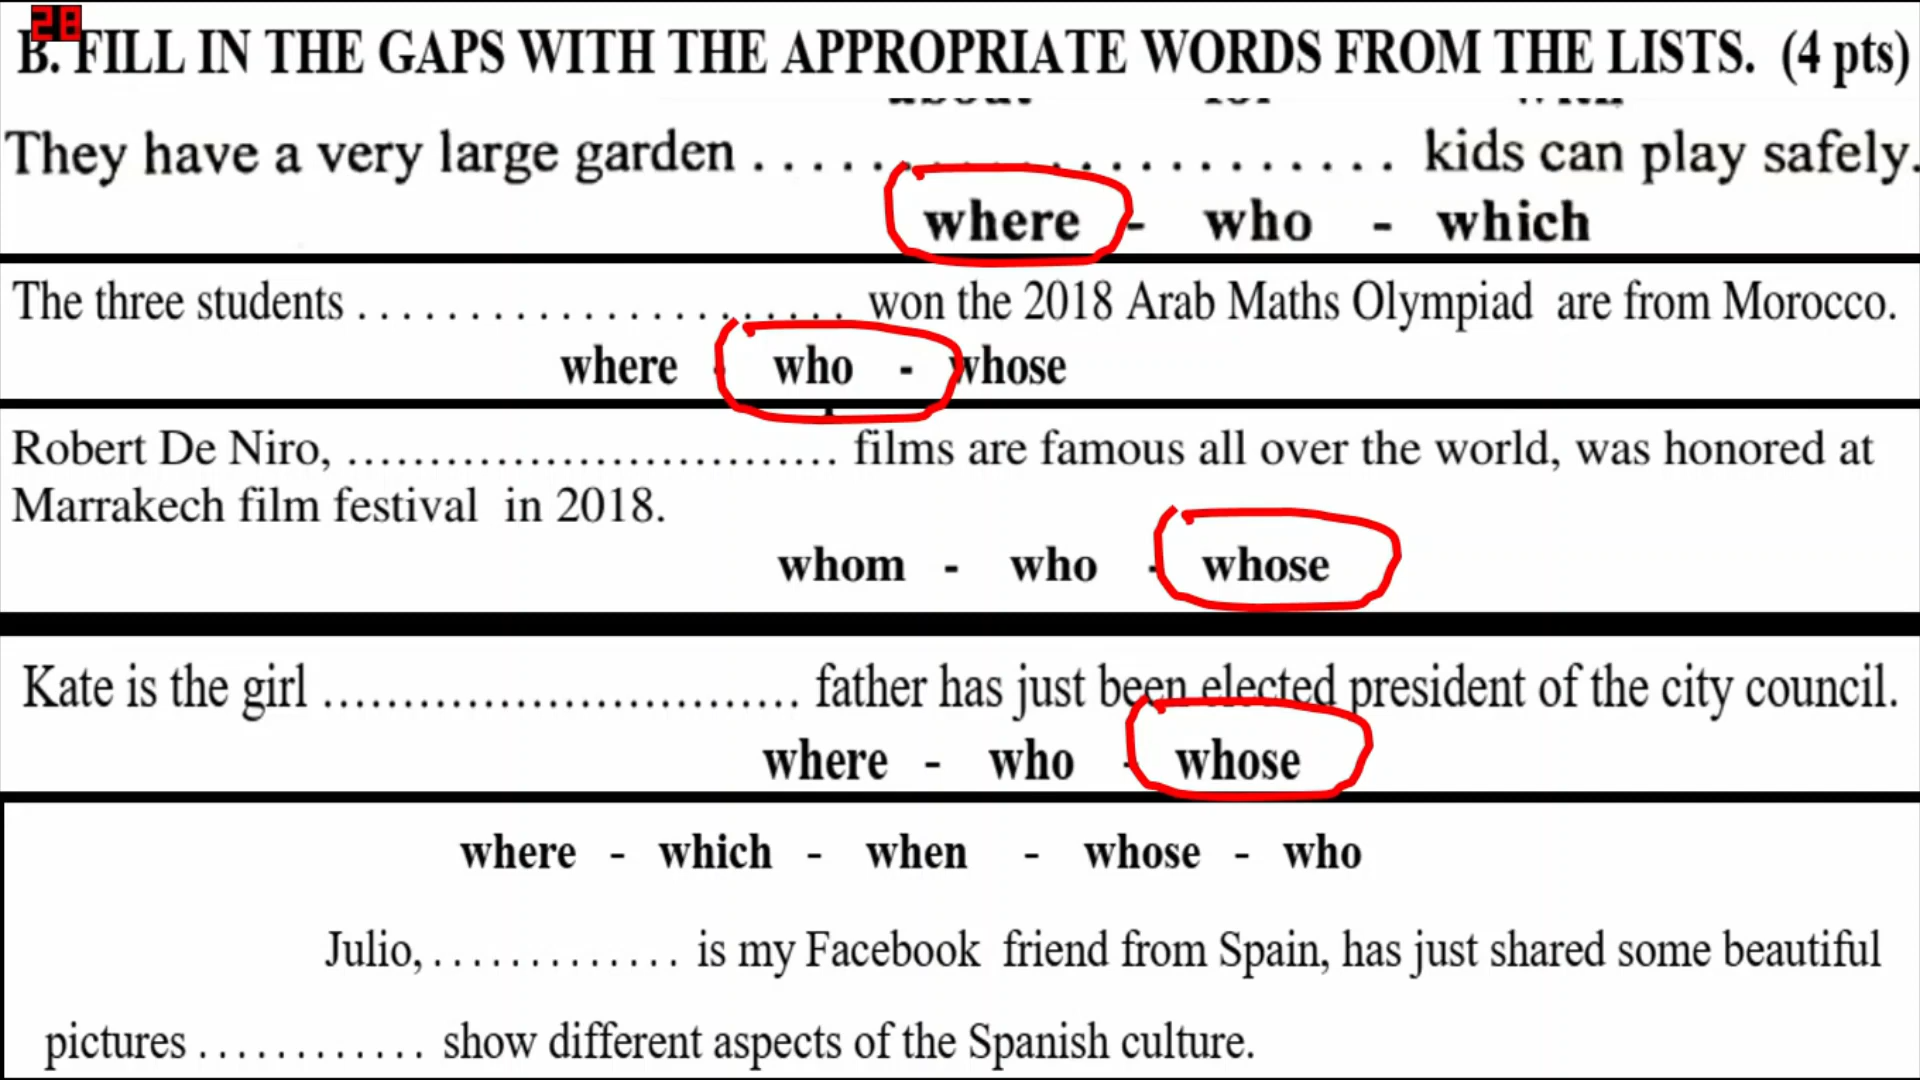 28
B. FILL IN THE GAPS WITH THE APPROPRIATE WORDS FROM THE LISTS. (4 pts)
They have a very large garden ...................... kids can play safely.
where - who - which
The three students ...................... won the 2018 Arab Maths Olympiad are from Morocco.
where - who - whose
Robert De Niro, ............................. films are famous all over the world, was honored at
Marrakech film festival in 2018.
whom - who - whose
Kate is the girl ............................. father has just been elected president of the city council.
where - who - whose
where - which - when - whose - who
Julio, ............. is my Facebook friend from Spain, has just shared some beautiful
pictures ............ show different aspects of the Spanish culture.